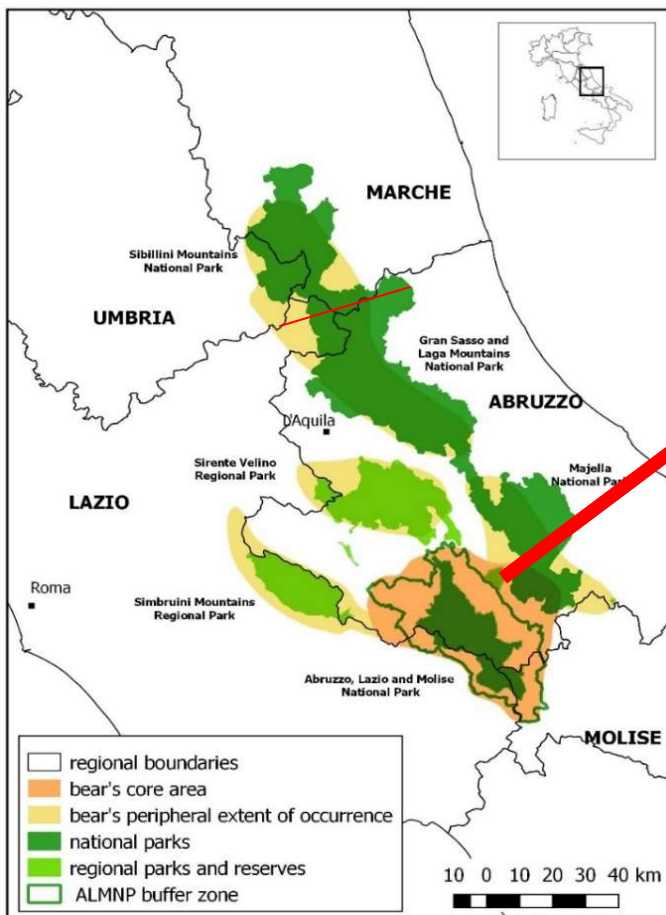 MARCHE
Sibillini Mountains
National Park
UMBRIA
Gran Sasso and
Laga Mountains
National Park
ABRUZZO
L'Aquila
Sirente Velino
Regional Park
Majella
National Park
LAZIO
Roma
Simbruini Mountains
Regional Park
Abruzzo, Lazio and Molise
National Park
MOLISE
regional boundaries
bear's core area
bear's peripheral extent of occurrence
national parks
regional parks and reserves
ALMNP buffer zone
10 0 10 20 30 40 km